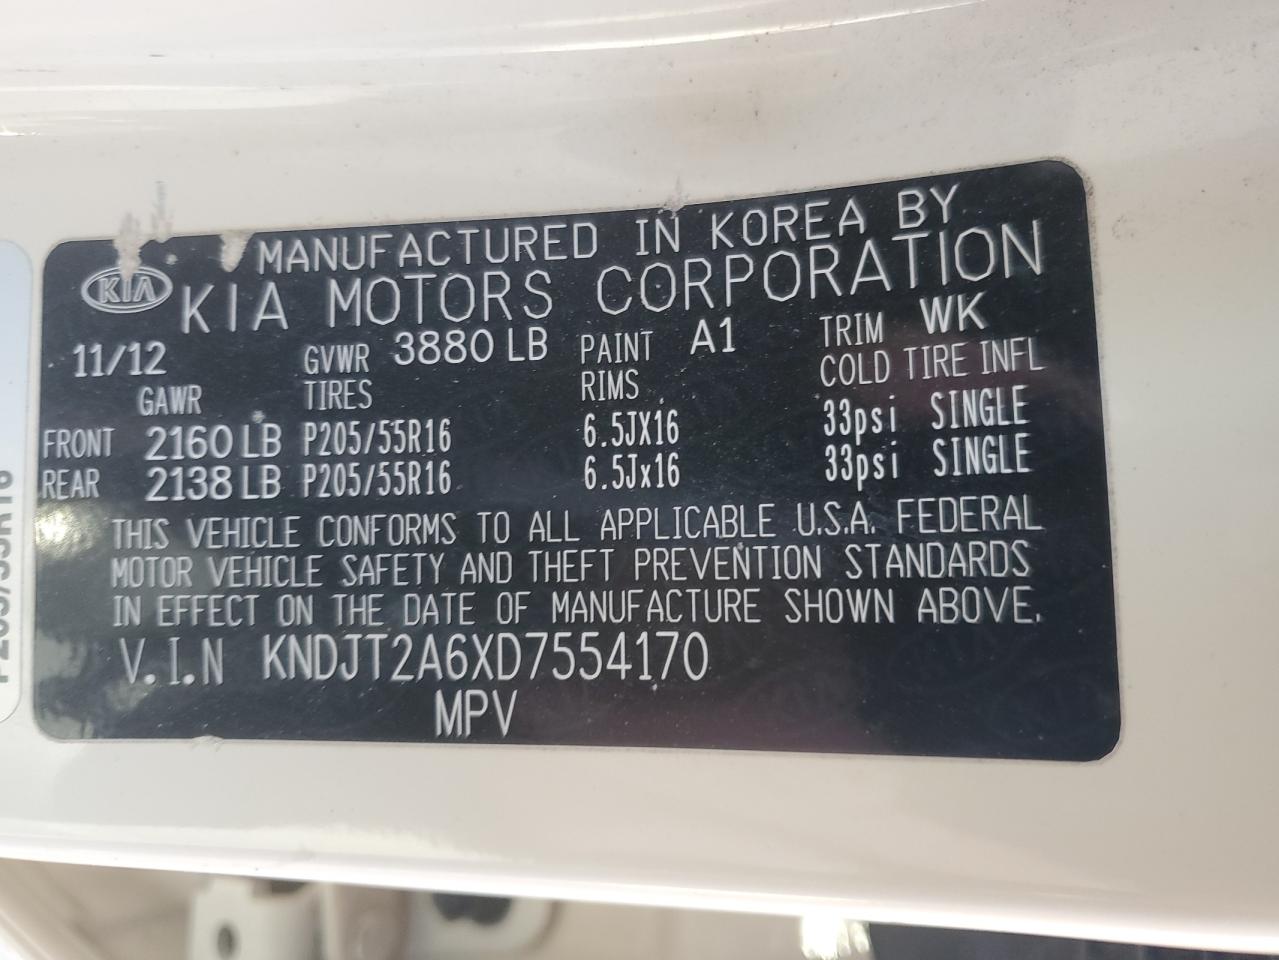 MANUFACTURED IN KOREA BY
KIA
KIA MOTORS CORPORATION
11/12 GVWR 3880 LB PAINT A1 TRIM WK
GAWR TIRES RIMS COLD TIRE INFL
FRONT 2160 LB P205/55R16 6.5JX16 33psi SINGLE
REAR 2138 LB P205/55R16 6.5Jx16 33psi SINGLE
THIS VEHICLE CONFORMS TO ALL APPLICABLE U.S.A. FEDERAL
MOTOR VEHICLE SAFETY AND THEFT PREVENTION STANDARDS
IN EFFECT ON THE DATE OF MANUFACTURE SHOWN ABOVE.
V.I.N KNDJT2A6XD7554170
MPV
P205/55R16